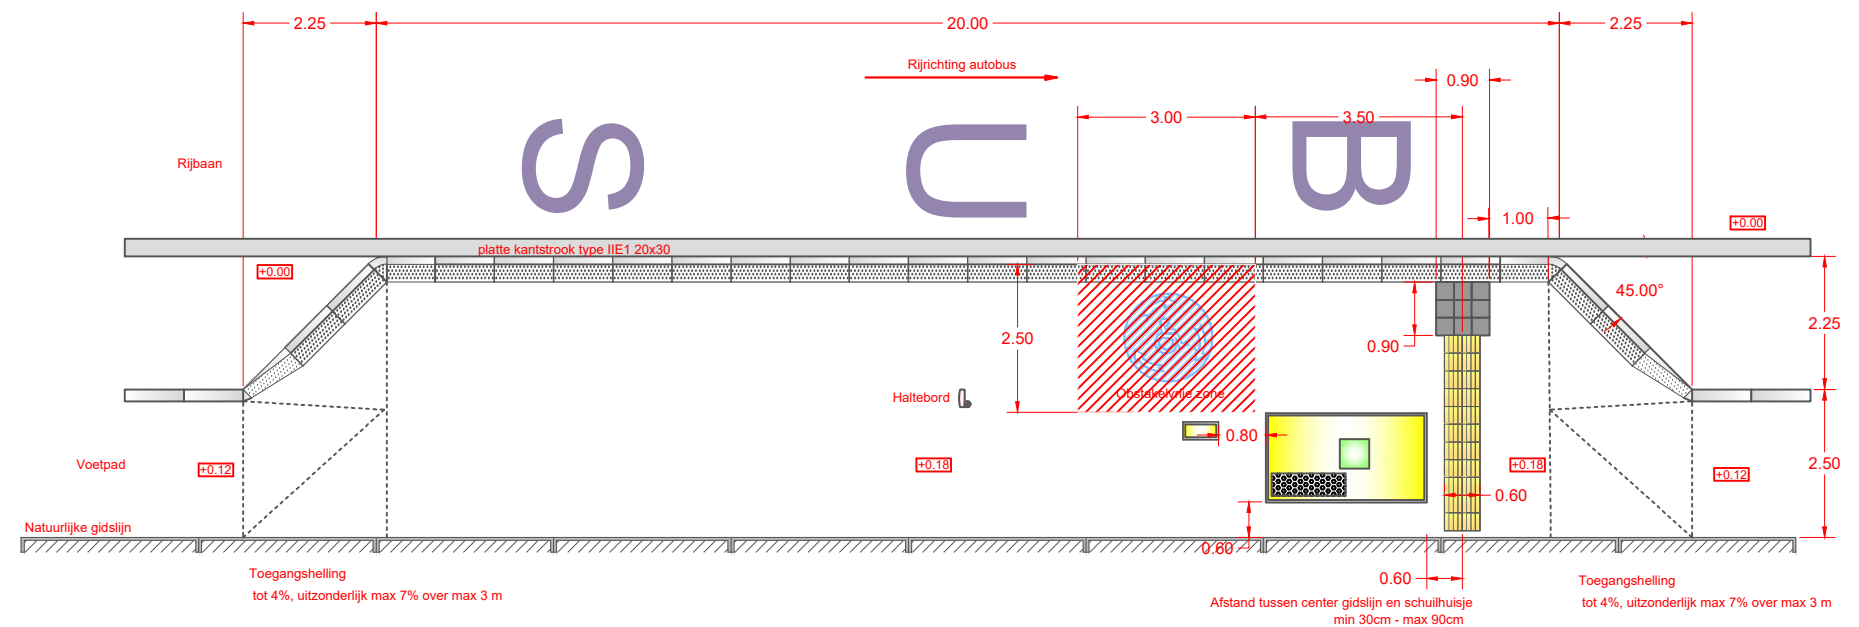 2.25
20.00
2.25
Rijrichting autobus
0.90
3.00
3.50
Rijbaan
S U B
1.00
+0.00
platte kantstrook type IIE1 20x30
+0.00
45.00°
2.25
2.50
0.90
Haltebord
Obstakelvrije zone
0.80
Voetpad
+0.12
+0.18
+0.18
+0.12
2.50
0.60
Natuurlijke gidslijn
0.60
Toegangshelling
tot 4%, uitzonderlijk max 7% over max 3 m
0.60
Afstand tussen center gidslijn en schuilhuisje
min 30cm - max 90cm
Toegangshelling
tot 4%, uitzonderlijk max 7% over max 3 m